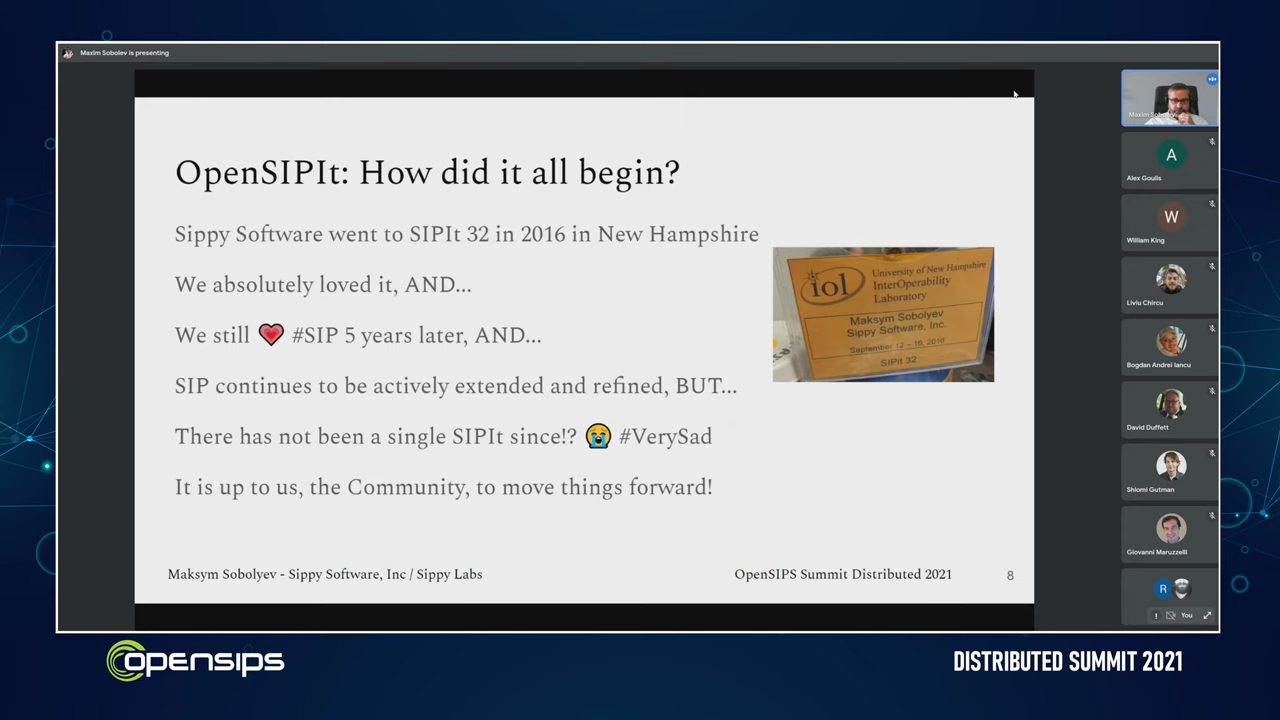 Maxim Sobolev is presenting
OpenSIPIt: How did it all begin?
Sippy Software went to SIPIt 32 in 2016 in New Hampshire
We absolutely loved it, AND...
We still ❤️ #SIP 5 years later, AND...
SIP continues to be actively extended and refined, BUT...
There has not been a single SIPIt since!? 😭 #VerySad
It is up to us, the Community, to move things forward!
iol
University of New Hampshire
InterOperability
Laboratory
Maksym Sobolyev
Sippy Software, Inc.
September 12 – 16, 2016
SIPit 32
Maksym Sobolyev - Sippy Software, Inc / Sippy Labs
OpenSIPS Summit Distributed 2021
8
Maxim Sobolev
A
Alex Goulis
W
William King
Liviu Chircu
Bogdan Andrei Iancu
David Duffett
Shlomi Gutman
Giovanni Maruzzelli
R
You
opensips
DISTRIBUTED SUMMIT 2021